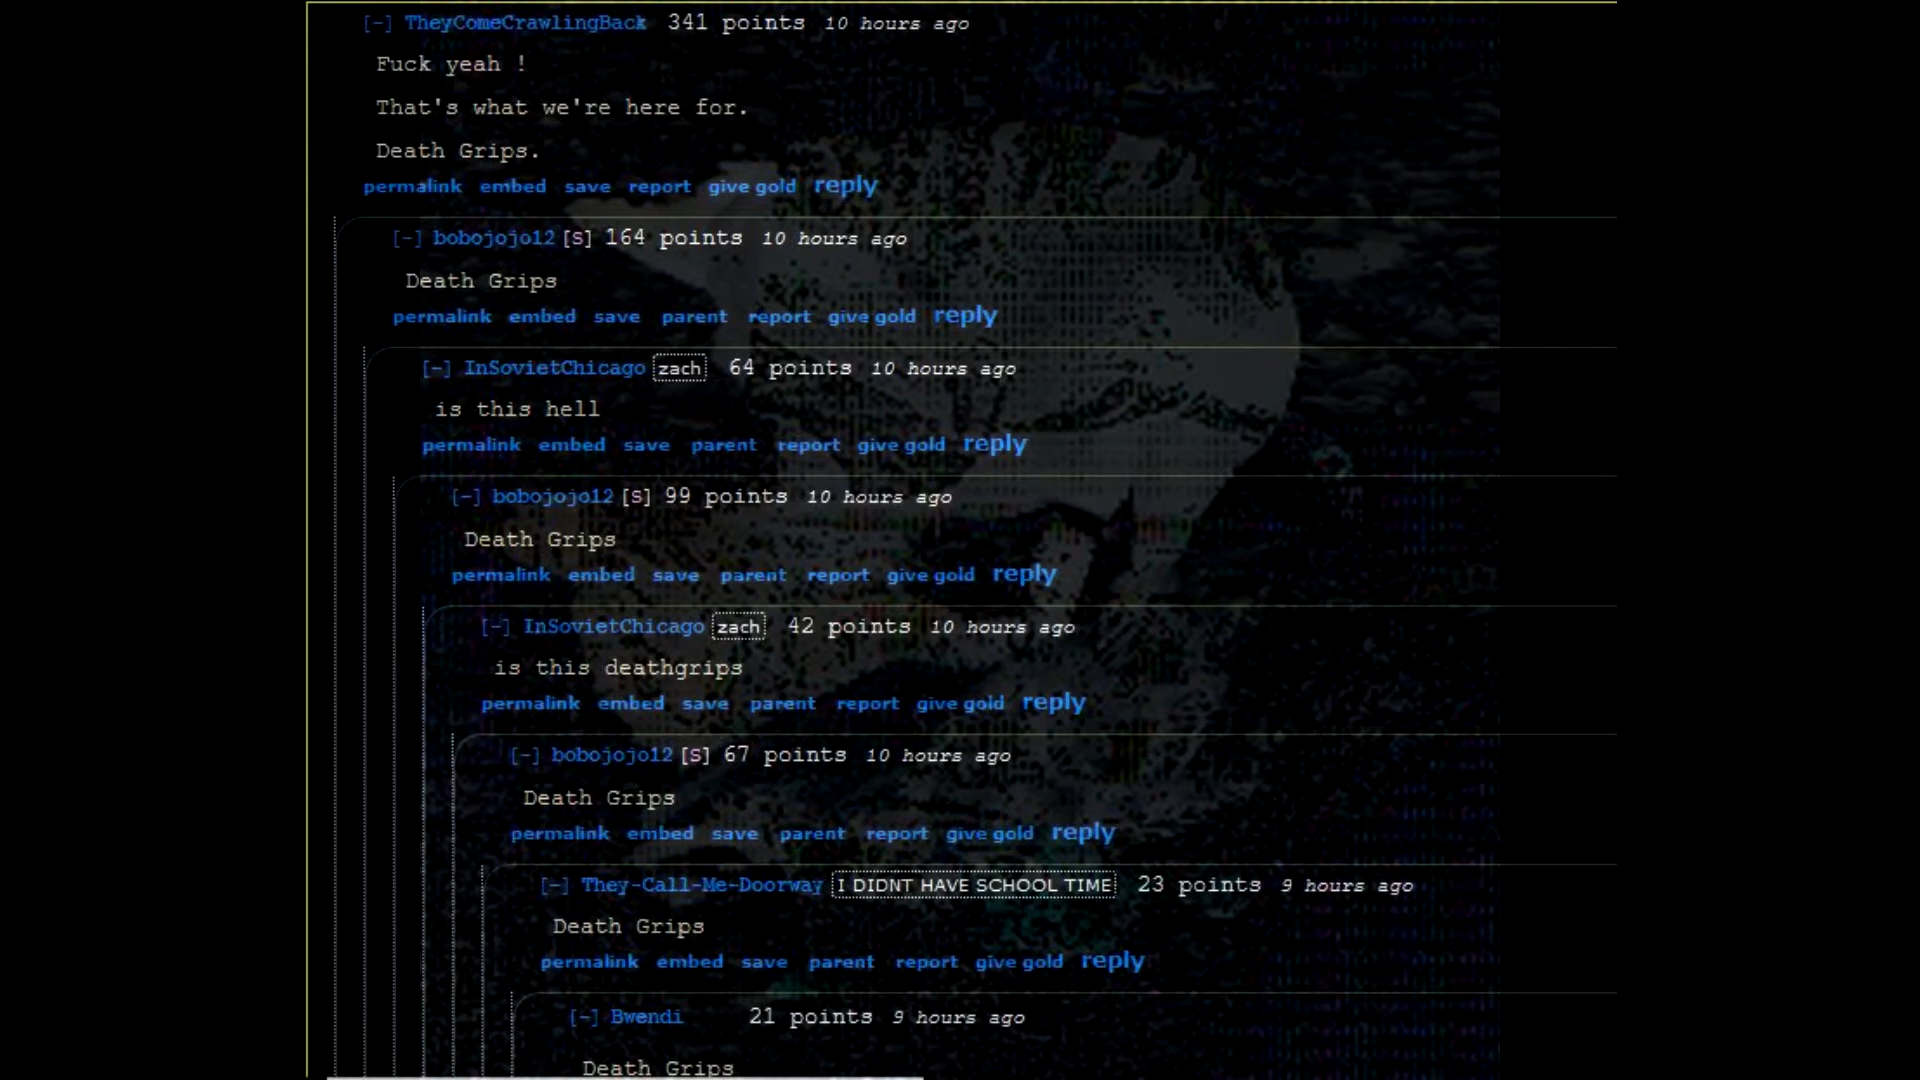 [-] TheyComeCrawlingBack 341 points 10 hours ago
Fuck yeah !
That's what we're here for.
Death Grips.
permalink embed save report give gold reply
[-] bobojojo12 [S] 164 points 10 hours ago
Death Grips
permalink embed save parent report give gold reply
[-] InSovietChicago zach 64 points 10 hours ago
is this hell
permalink embed save parent report give gold reply
[-] bobojojo12 [S] 99 points 10 hours ago
Death Grips
permalink embed save parent report give gold reply
[-] InSovietChicago zach 42 points 10 hours ago
is this deathgrips
permalink embed save parent report give gold reply
[-] bobojojo12 [S] 67 points 10 hours ago
Death Grips
permalink embed save parent report give gold reply
[-] They-Call-Me-Doorway I DIDNT HAVE SCHOOL TIME 23 points 9 hours ago
Death Grips
permalink embed save parent report give gold reply
[-] Bwendi 21 points 9 hours ago
Death Grips